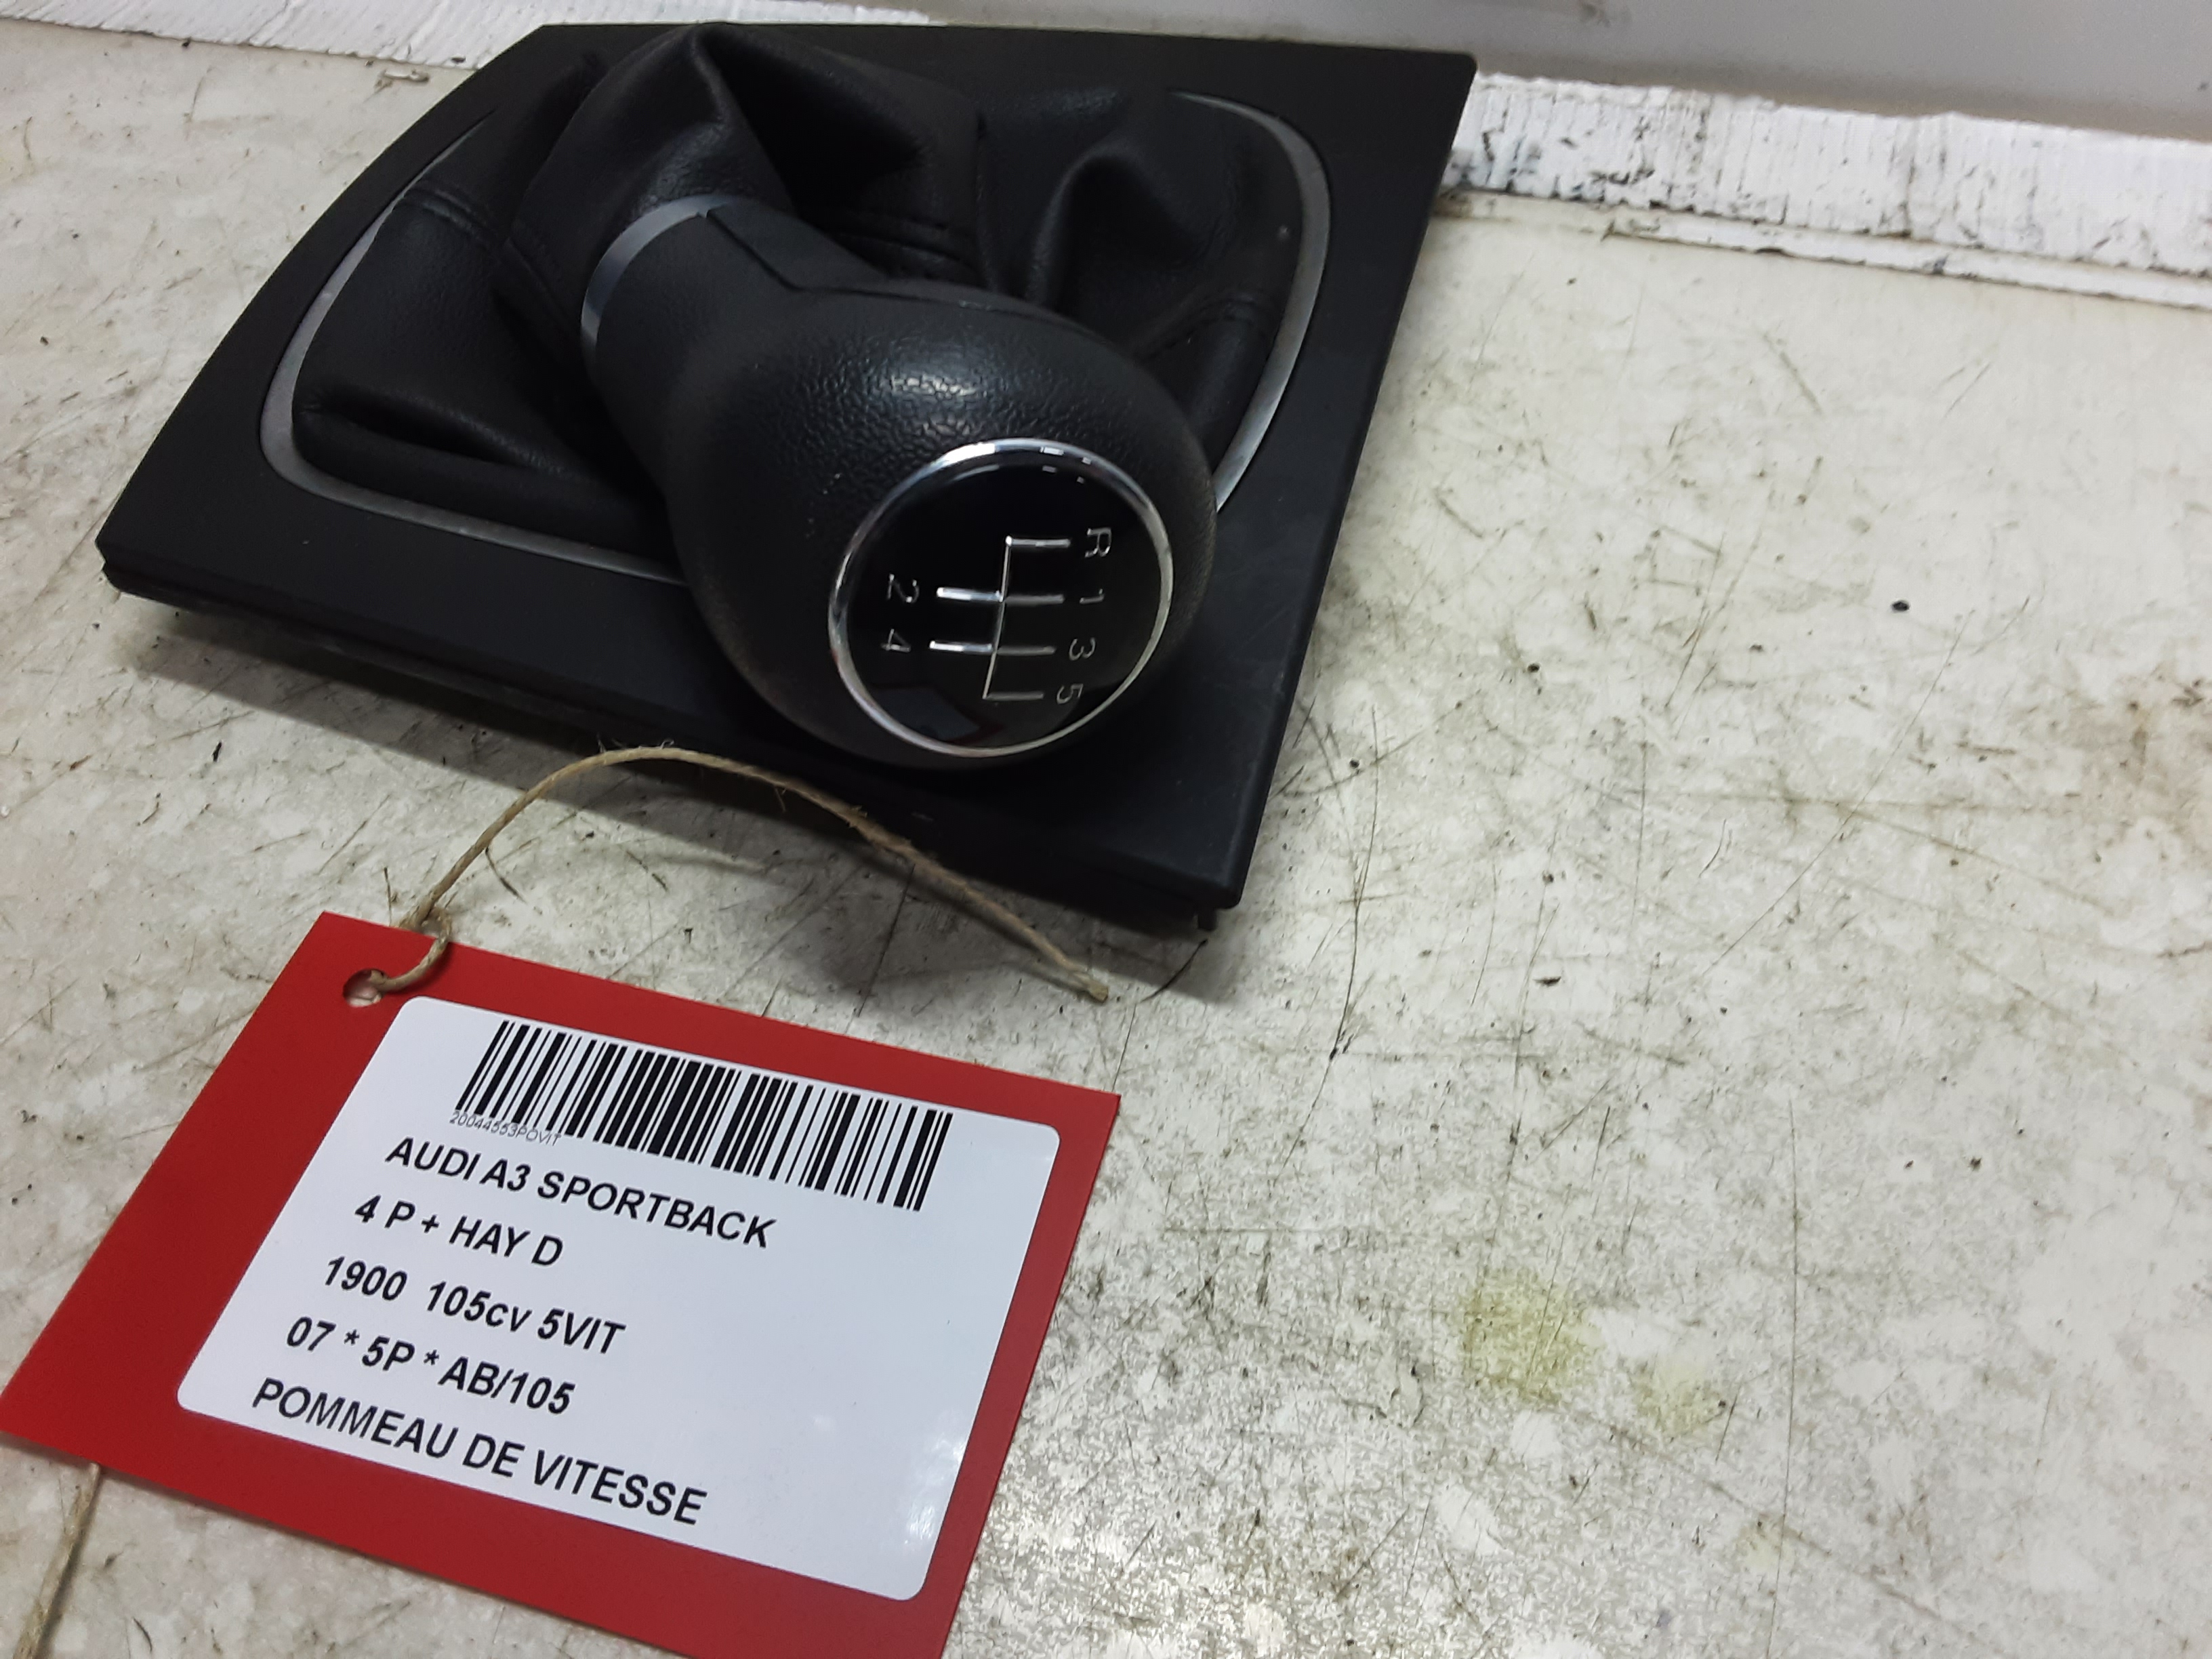 R 1 3 5
2 4
20044553POVIT
AUDI A3 SPORTBACK
4 P + HAY D
1900 105cv 5VIT
07 * 5P * AB/105
POMMEAU DE VITESSE